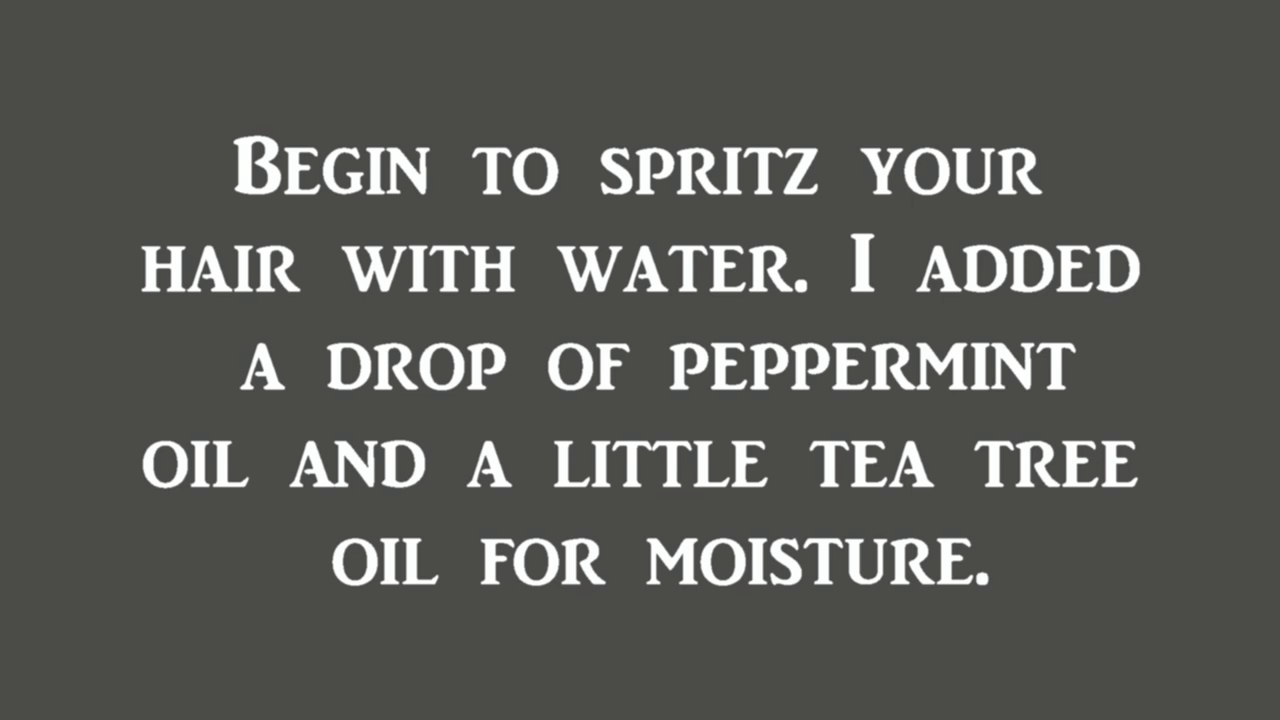 Begin to spritz your
hair with water. I added
a drop of peppermint
oil and a little tea tree
oil for moisture.